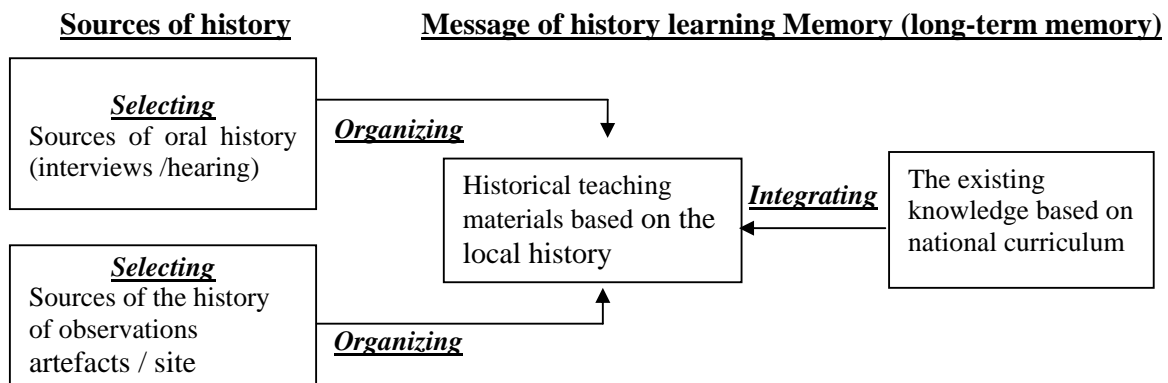 Sources of history
Message of history learning Memory (long-term memory)
Selecting
Sources of oral history
(interviews /hearing)
Organizing
Selecting
Sources of the history
of observations
artefacts / site
Organizing
Historical teaching
materials based on the
local history
Integrating
The existing
knowledge based on
national curriculum